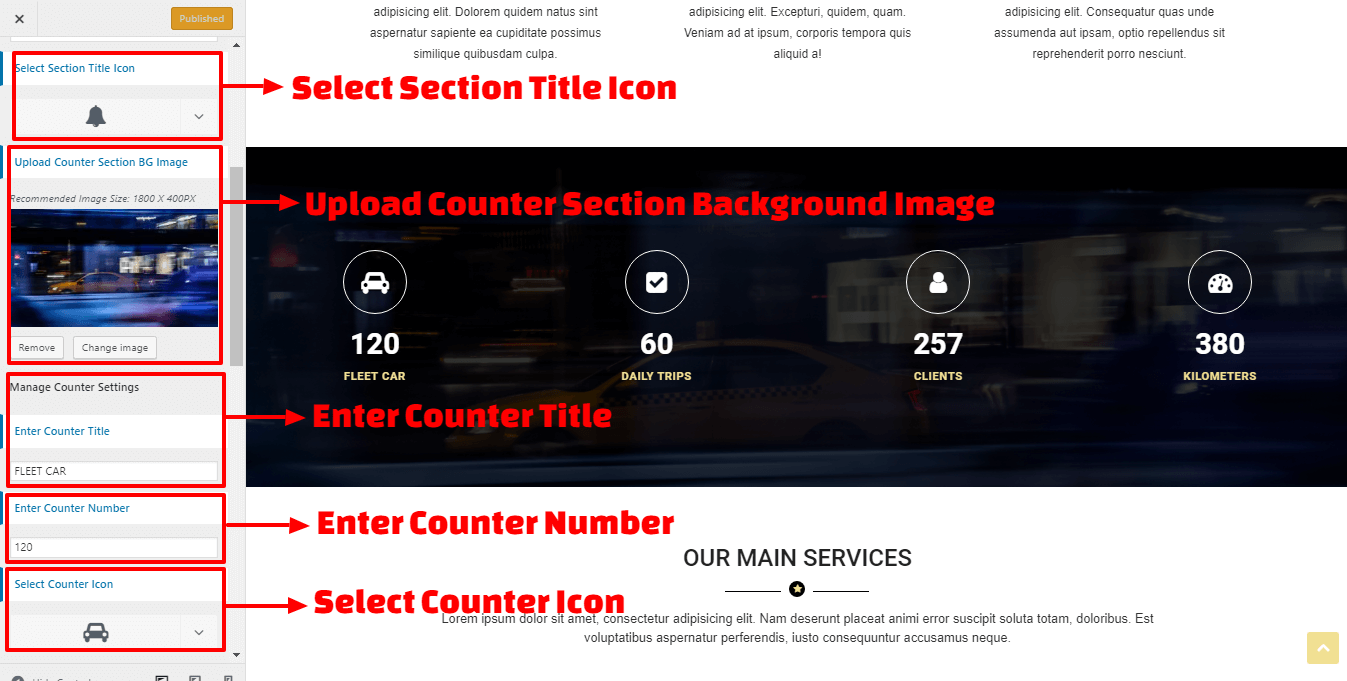 Published
Select Section Title Icon
Upload Counter Section BG Image
Recommended Image Size: 1800 X 400PX
Remove
Change image
Manage Counter Settings
Enter Counter Title
FLEET CAR
Enter Counter Number
120
Select Counter Icon
adipisicing elit. Dolorem quidem natus sint
aspernatur sapiente ea cupiditate possimus
similique quibusdam culpa.
adipisicing elit. Excepturi, quidem, quam.
Veniam ad at ipsum, corporis tempora quis
aliquid a!
adipisicing elit. Consequatur quas unde
assumenda aut ipsam, optio repellendus sit
reprehenderit porro nesciunt.
Select Section Title Icon
Upload Counter Section Background Image
120
FLEET CAR
60
DAILY TRIPS
257
CLIENTS
380
KILOMETERS
Enter Counter Title
Enter Counter Number
OUR MAIN SERVICES
Select Counter Icon
Lorem ipsum dolor sit amet, consectetur adipisicing elit. Nam deserunt placeat animi error suscipit soluta totam, doloribus. Est
voluptatibus aspernatur perferendis, iusto consequuntur accusamus neque.